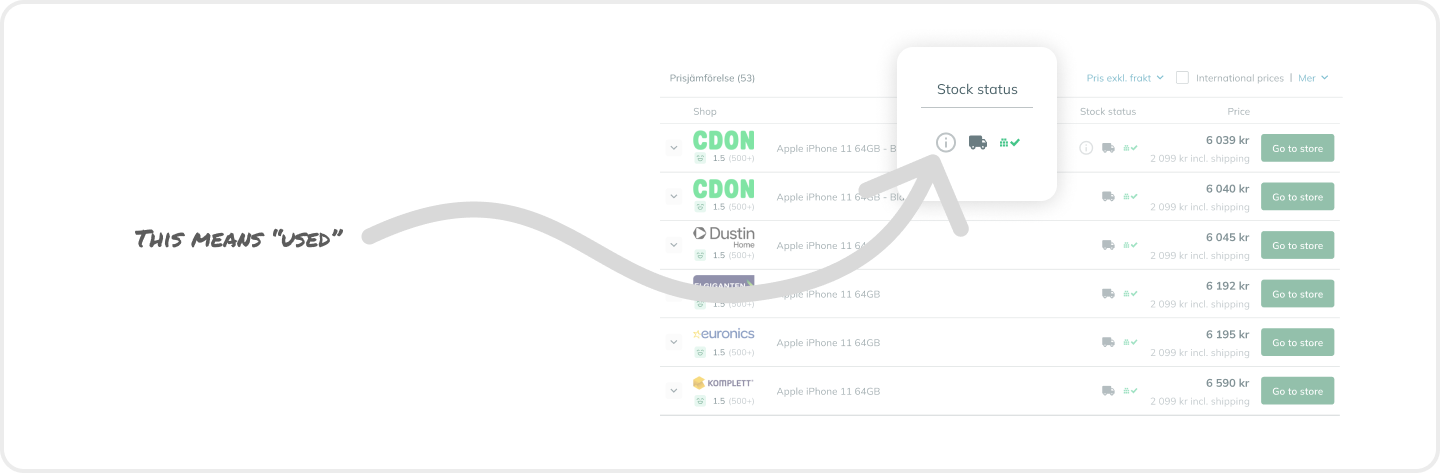 Stock status
Prisjämförelse (53)
Pris exkl. frakt
International prices | Mer
Shop
Stock status
Price
CDON
1.5 (500+)
Apple iPhone 11 64GB - B
6 039 kr
2 099 kr incl. shipping
Go to store
CDON
1.5 (500+)
Apple iPhone 11 64GB - Bla
6 040 kr
2 099 kr incl. shipping
Go to store
This means "used"
Dustin
Home
1.5 (500+)
Apple iPhone 11 64
6 045 kr
2 099 kr incl. shipping
Go to store
ELGIGANTEN
1.5 (500+)
Apple iPhone 11 64GB
6 192 kr
2 099 kr incl. shipping
Go to store
euronics
1.5 (500+)
Apple iPhone 11 64GB
6 195 kr
2 099 kr incl. shipping
Go to store
KOMPLETT
1.5 (500+)
Apple iPhone 11 64GB
6 590 kr
2 099 kr incl. shipping
Go to store